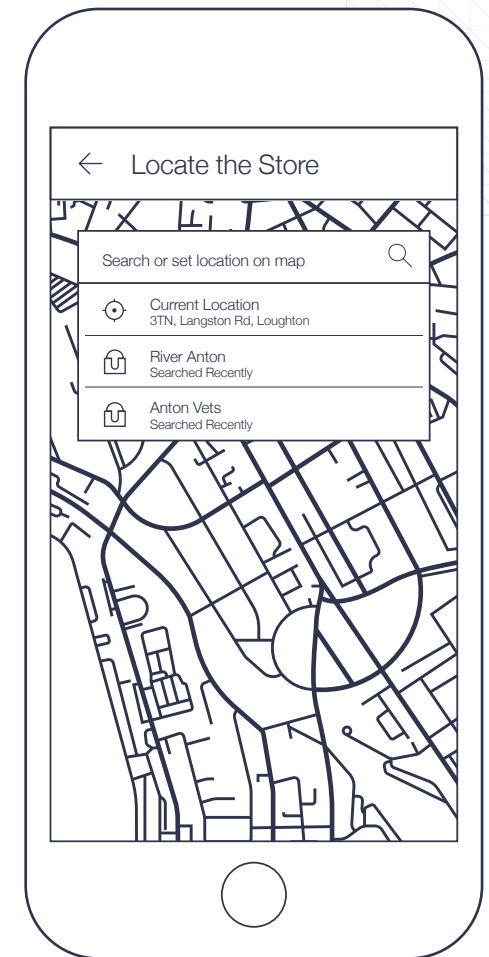 Locate the Store
Search or set location on map
Current Location
3TN, Langston Rd, Loughton
River Anton
Searched Recently
Anton Vets
Searched Recently